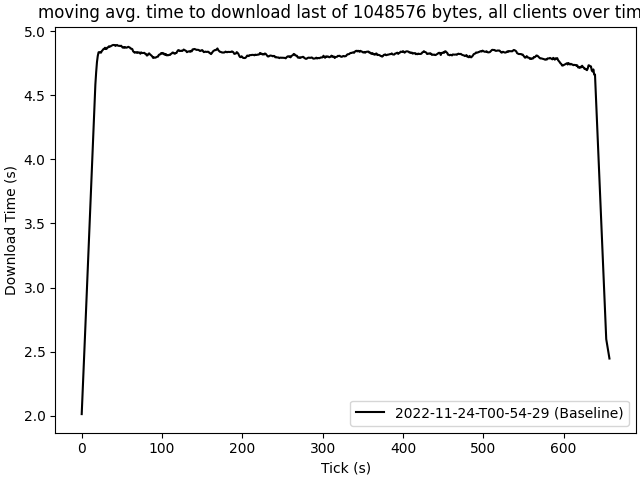 moving avg. time to download last of 1048576 bytes, all clients over tim
5.0
4.5
4.0
3.5
3.0
2.5
2.0
Download Time (s)
2022-11-24-T00-54-29 (Baseline)
0 100 200 300 400 500 600
Tick (s)